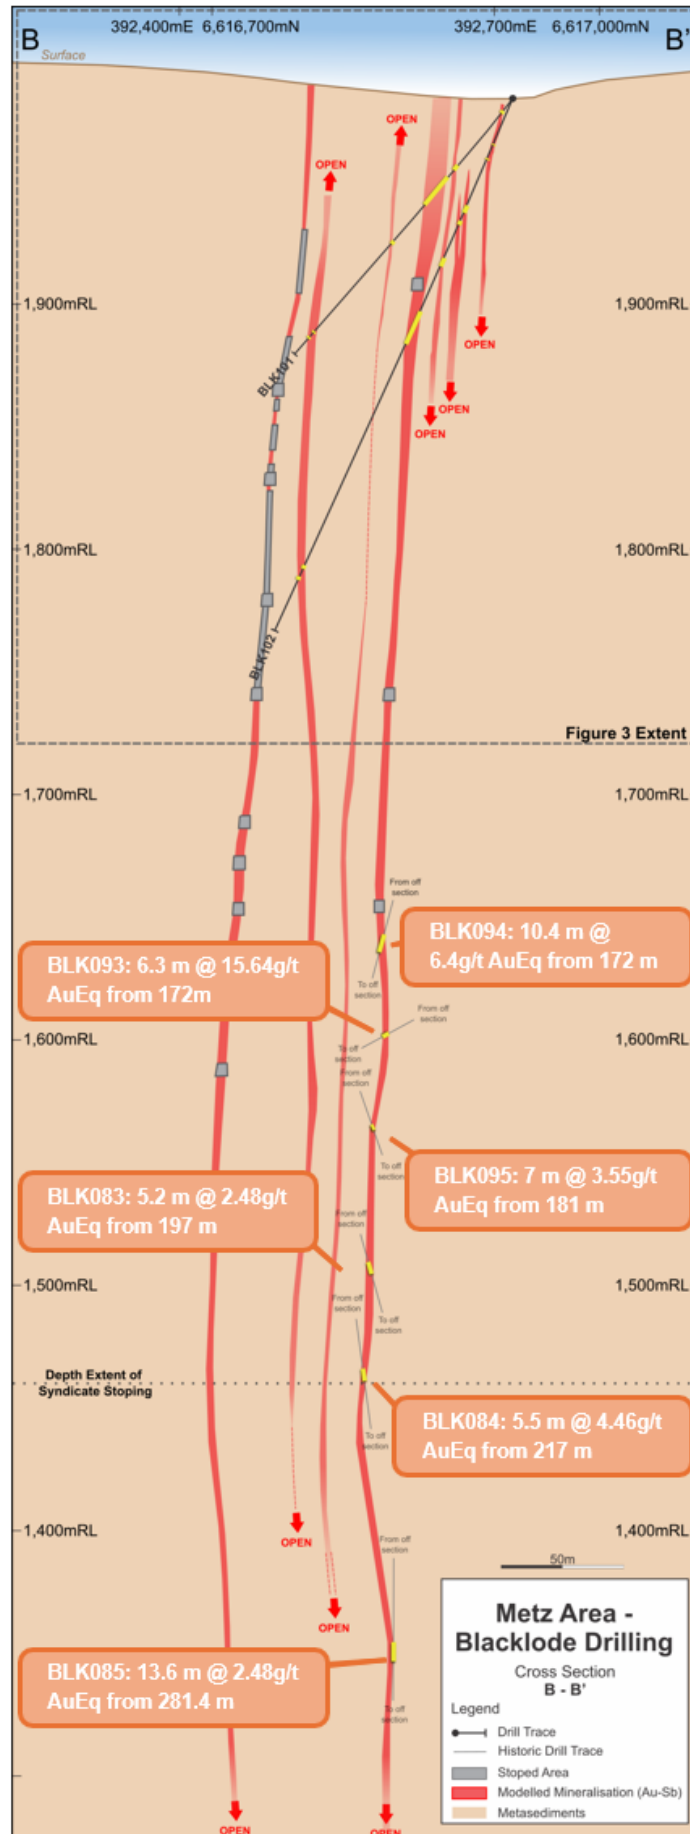 392,400mE 6,616,700mN 392,700mE 6,617,000mN
B B'
Surface
OPEN
OPEN
1,900mRL 1,900mRL
OPEN
BLK101
OPEN
OPEN
1,800mRL 1,800mRL
BLK102
Figure 3 Extent
1,700mRL 1,700mRL
From off
section
BLK094: 10.4 m @
6.4g/t AuEq from 172 m
BLK093: 6.3 m @ 15.64g/t
AuEq from 172m
To off
section
From off
section
1,600mRL 1,600mRL
To off
section
From off
section
BLK095: 7 m @ 3.55g/t
AuEq from 181 m
To off
section
BLK083: 5.2 m @ 2.48g/t
AuEq from 197 m
From off
section
1,500mRL 1,500mRL
From off
section
To off
section
Depth Extent of
Syndicate Stoping
BLK084: 5.5 m @ 4.46g/t
AuEq from 217 m
To off
section
1,400mRL 1,400mRL
OPEN
From off
section
50m
OPEN
BLK085: 13.6 m @ 2.48g/t
AuEq from 281.4 m
To off
section
Metz Area -
Blacklode Drilling
Cross Section
B - B'
Legend
Drill Trace
Historic Drill Trace
Stoped Area
Modelled Mineralisation (Au-Sb)
Metasediments
OPEN
OPEN